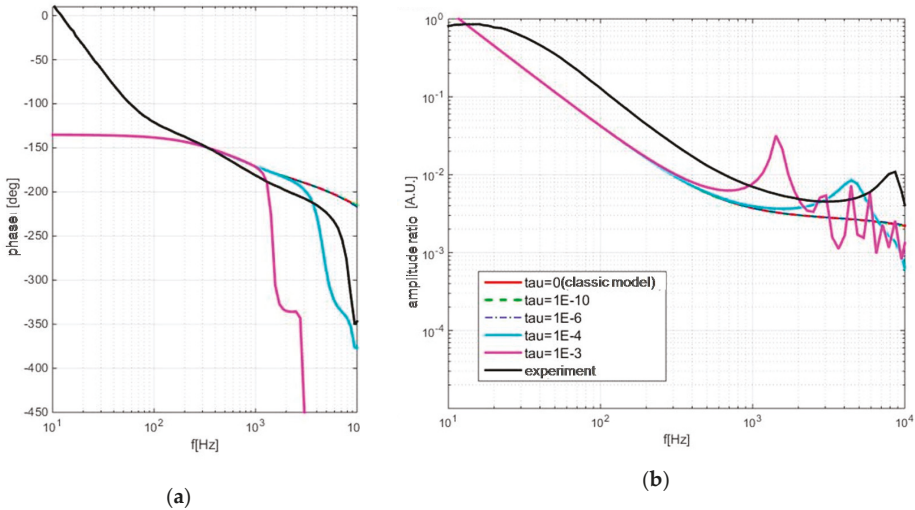 0
-50
-100
-150
-200
-250
-300
-350
-400
-450
phase [deg]
10^1
10^2
10^3
10
f[Hz]
(a)
10^0
10^-1
10^-2
10^-3
10^-4
amplitude ratio [A.U.]
tau=0(classic model)
tau=1E-10
tau=1E-6
tau=1E-4
tau=1E-3
experiment
10^1
10^2
10^3
10^4
f[Hz]
(b)